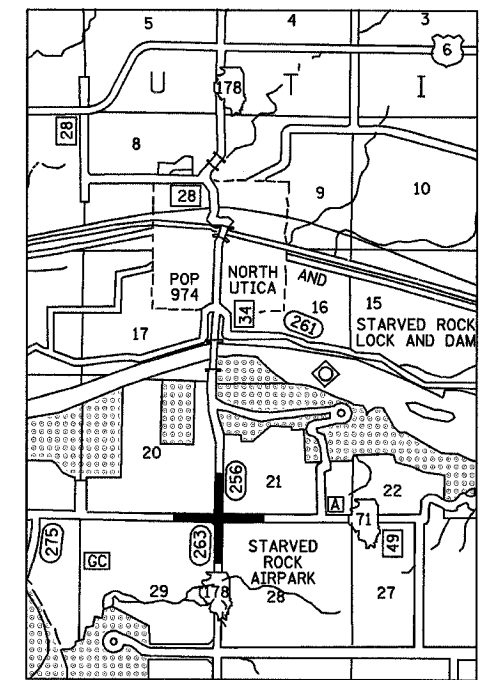 5
4
3
6
U
178
T
I
28
8
28
9
10
POP
974
NORTH
UTICA
AND
34
16
15
261
STARVED ROCK
LOCK AND DAM
17
20
256
21
22
A
71
275
263
49
GC
STARVED
ROCK
AIRPARK
29
178
28
27